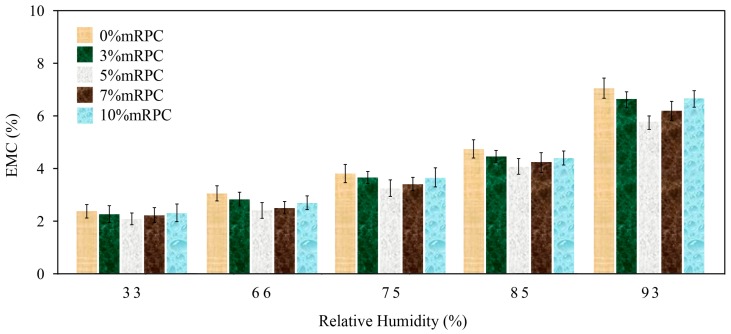 10
8
6
4
2
0
EMC (%)
0%mRPC
3%mRPC
5%mRPC
7%mRPC
10%mRPC
33 66 75 85 93
Relative Humidity (%)